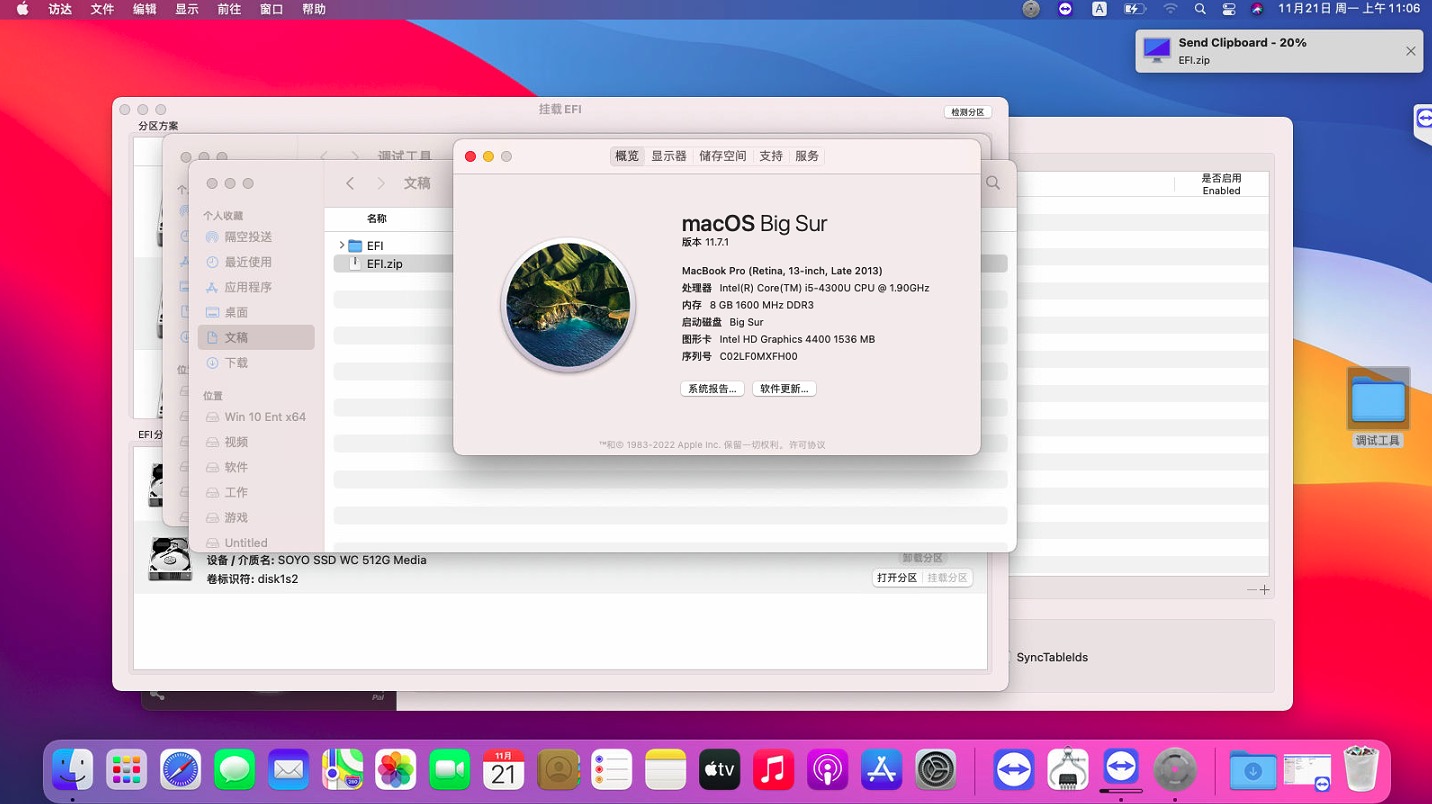 访达 文件 编辑 显示 前往 窗口 帮助
A
11月21日 周一 上午 11:06
Send Clipboard - 20%
EFI.zip
挂载 EFI
检测分区
分区方案
调试工具
概览 显示器 储存空间 支持 服务
文稿
是否启用
Enabled
个人收藏
名称
隔空投送
EFI
最近使用
EFI.zip
应用程序
桌面
文稿
下载
位置
Win 10 Ent x64
视频
软件
工作
游戏
Untitled
macOS Big Sur
版本 11.7.1
MacBook Pro (Retina, 13-inch, Late 2013)
处理器 Intel(R) Core(TM) i5-4300U CPU @ 1.90GHz
内存 8 GB 1600 MHz DDR3
启动磁盘 Big Sur
图形卡 Intel HD Graphics 4400 1536 MB
序列号 C02LF0MXFH00
系统报告... 软件更新...
™和© 1983-2022 Apple Inc. 保留一切权利。许可协议
调试工具
EFI分
设备 / 介质名: SOYO SSD WC 512G Media
卸载分区
卷标识符: disk1s2
打开分区 挂载分区
SyncTableIds
Pal
11月
21
tv